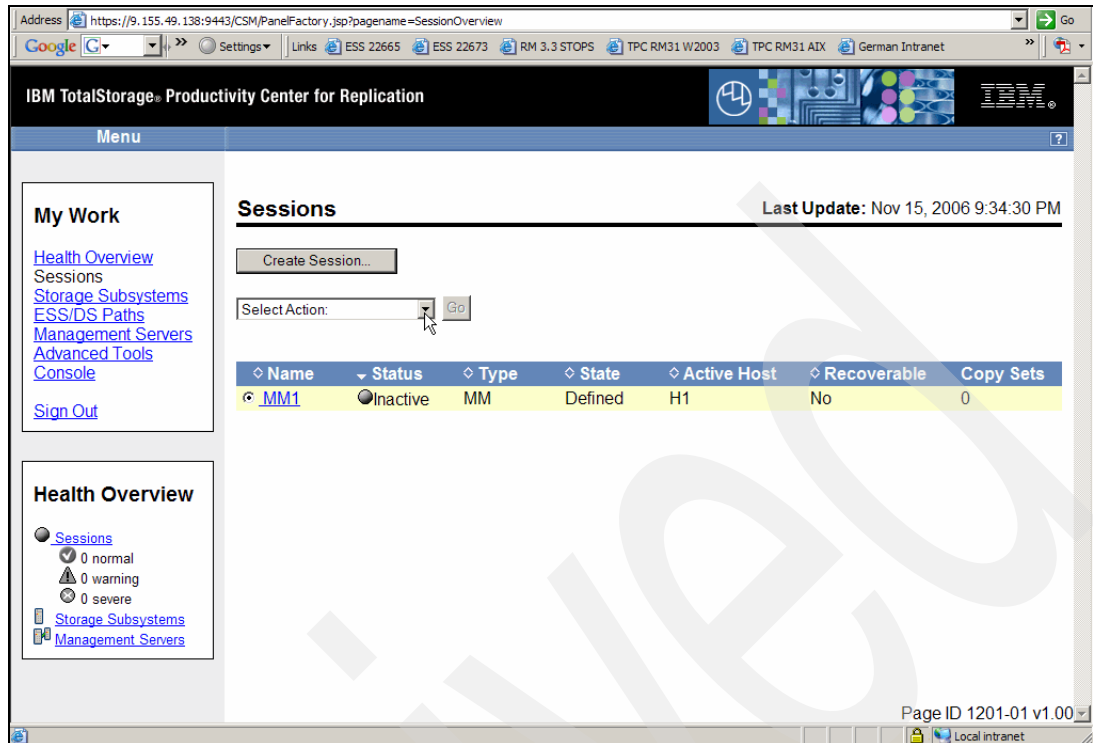 Address https://9.155.49.138:9443/CSM/PanelFactory.jsp?pagename=SessionOverview Go
Google G Settings Links ESS 22665 ESS 22673 RM 3.3 STOPS TPC RM31 W2003 TPC RM31 AIX German Intranet
IBM TotalStorage® Productivity Center for Replication IBM®
Menu ?
My Work
Health Overview
Sessions
Storage Subsystems
ESS/DS Paths
Management Servers
Advanced Tools
Console
Sign Out
Health Overview
Sessions
0 normal
0 warning
0 severe
Storage Subsystems
Management Servers
Sessions Last Update: Nov 15, 2006 9:34:30 PM
Create Session...
Select Action: Go
Name Status Type State Active Host Recoverable Copy Sets
MM1 Inactive MM Defined H1 No 0
Page ID 1201-01 v1.00
Local intranet
ived